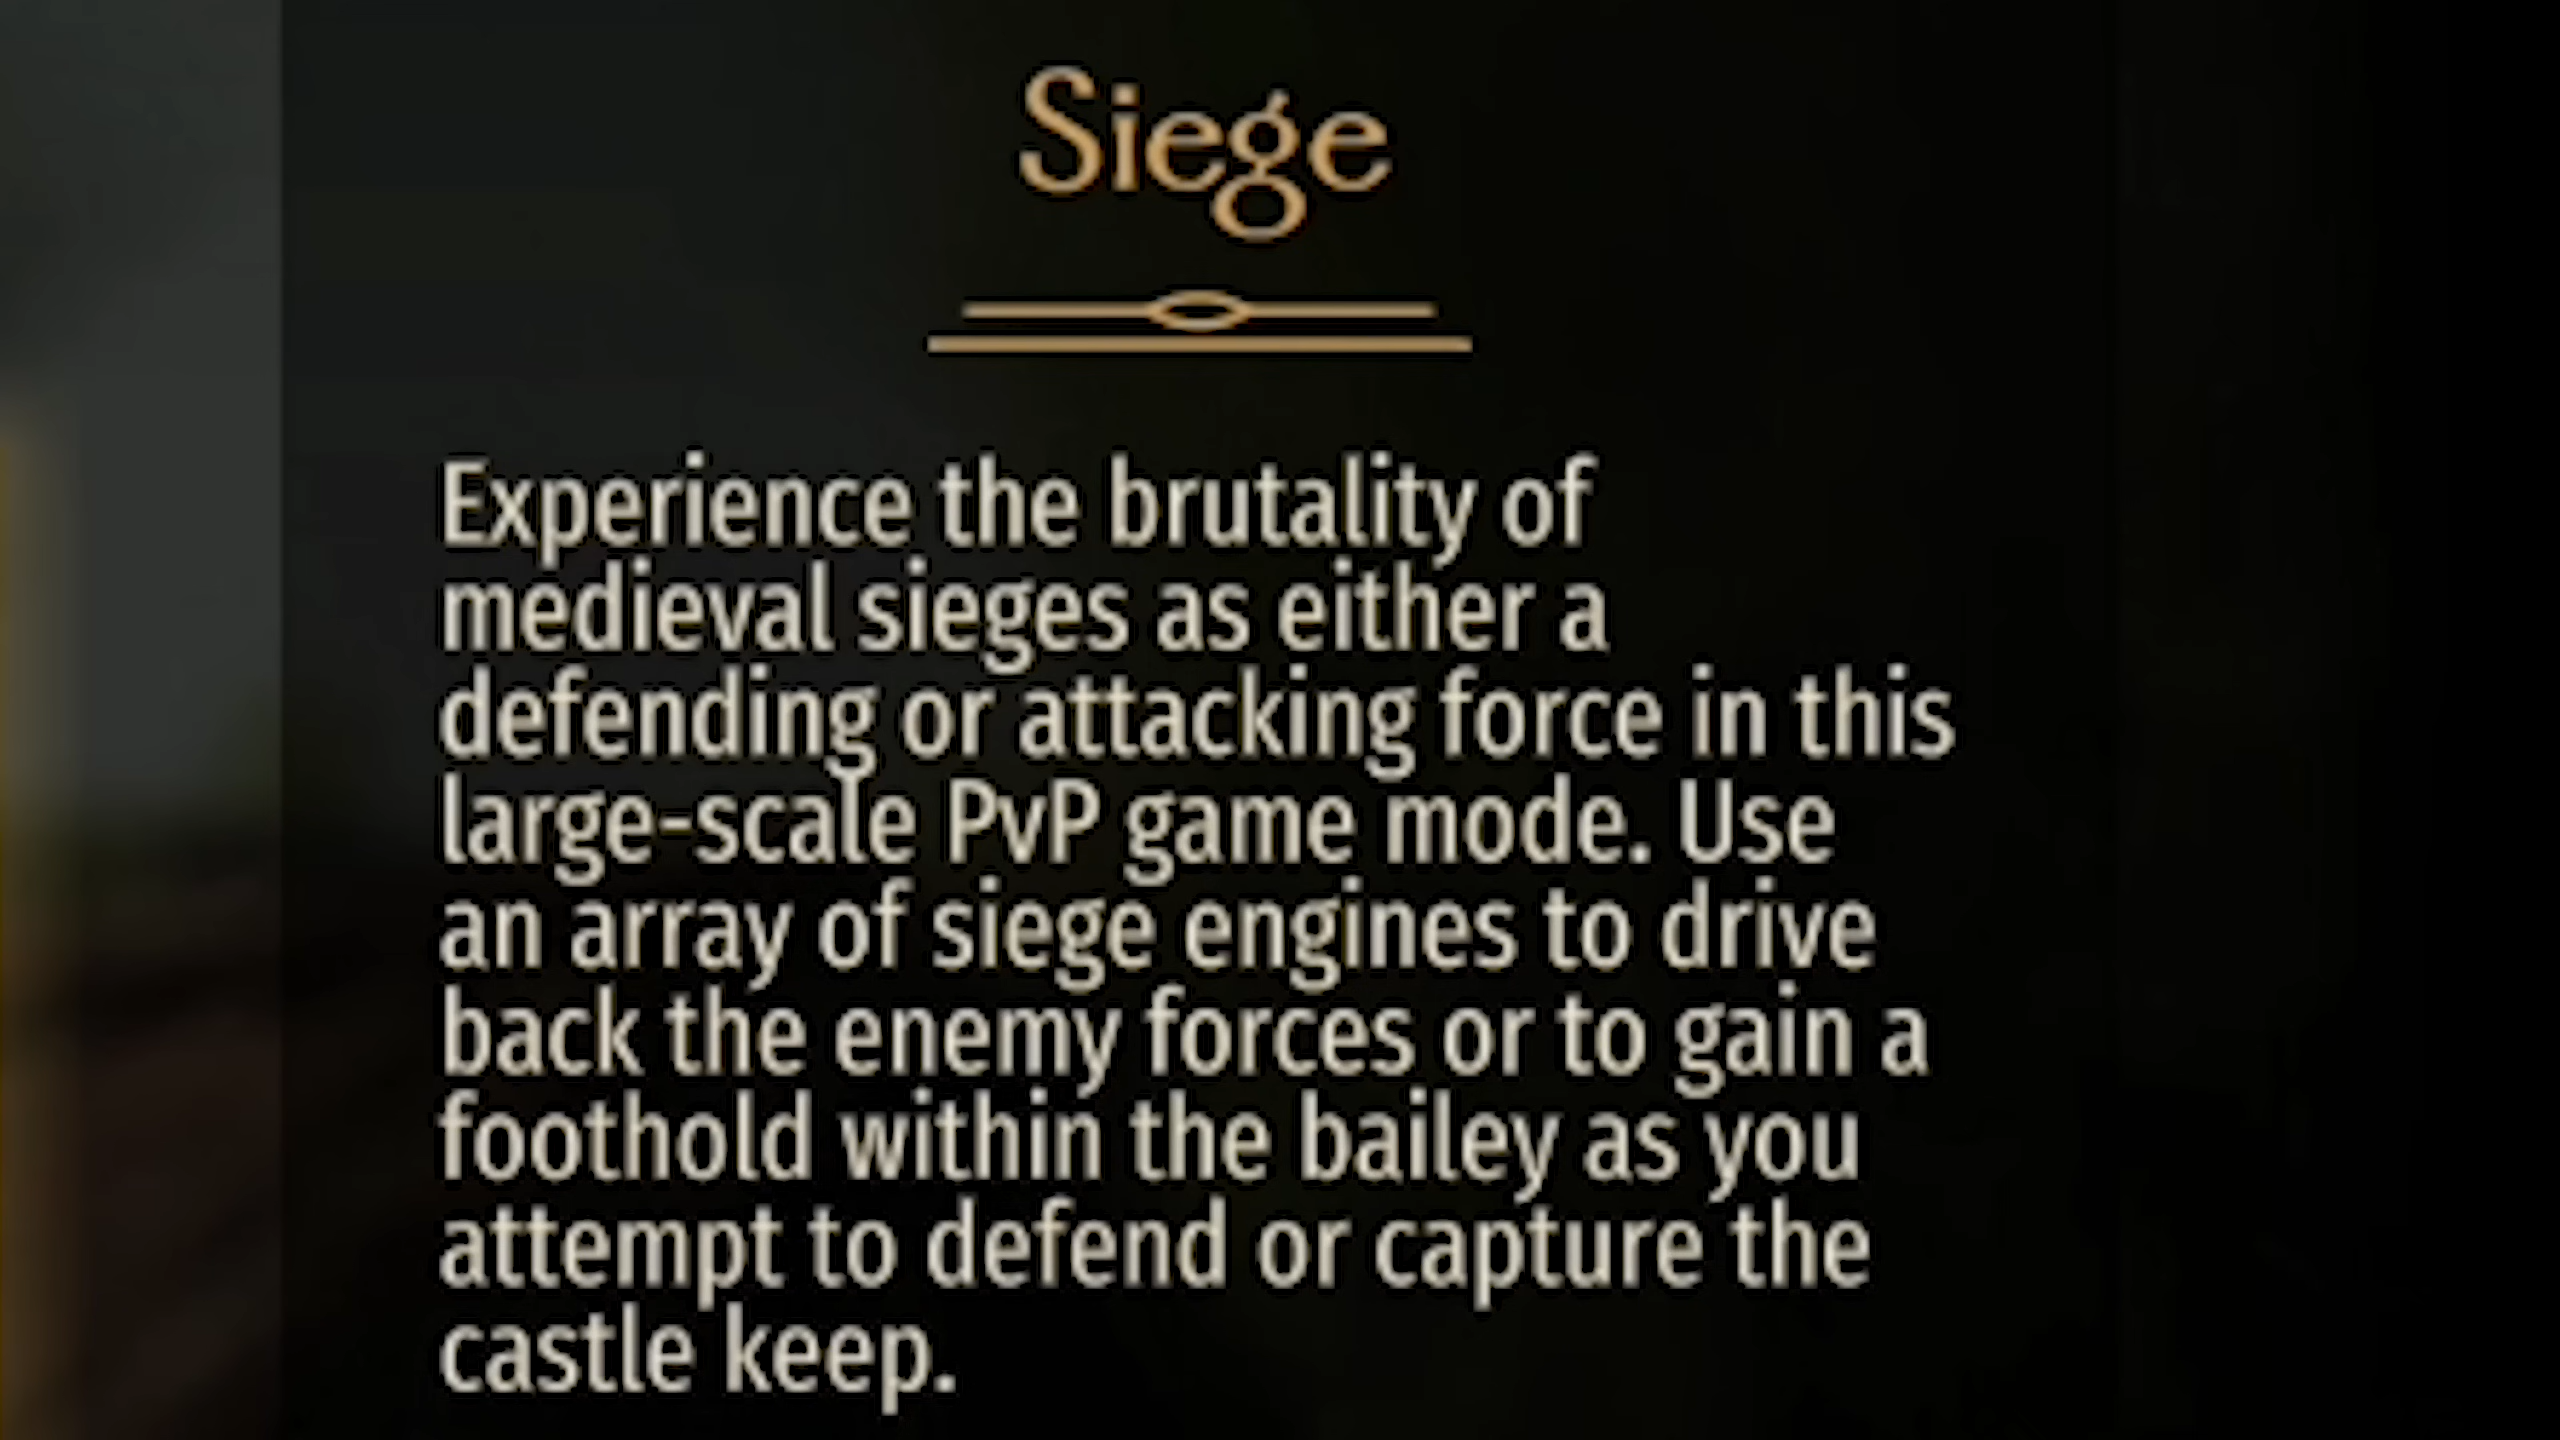 Siege
Experience the brutality of
medieval sieges as either a
defending or attacking force in this
large-scale PvP game mode. Use
an array of siege engines to drive
back the enemy forces or to gain a
foothold within the bailey as you
attempt to defend or capture the
castle keep.